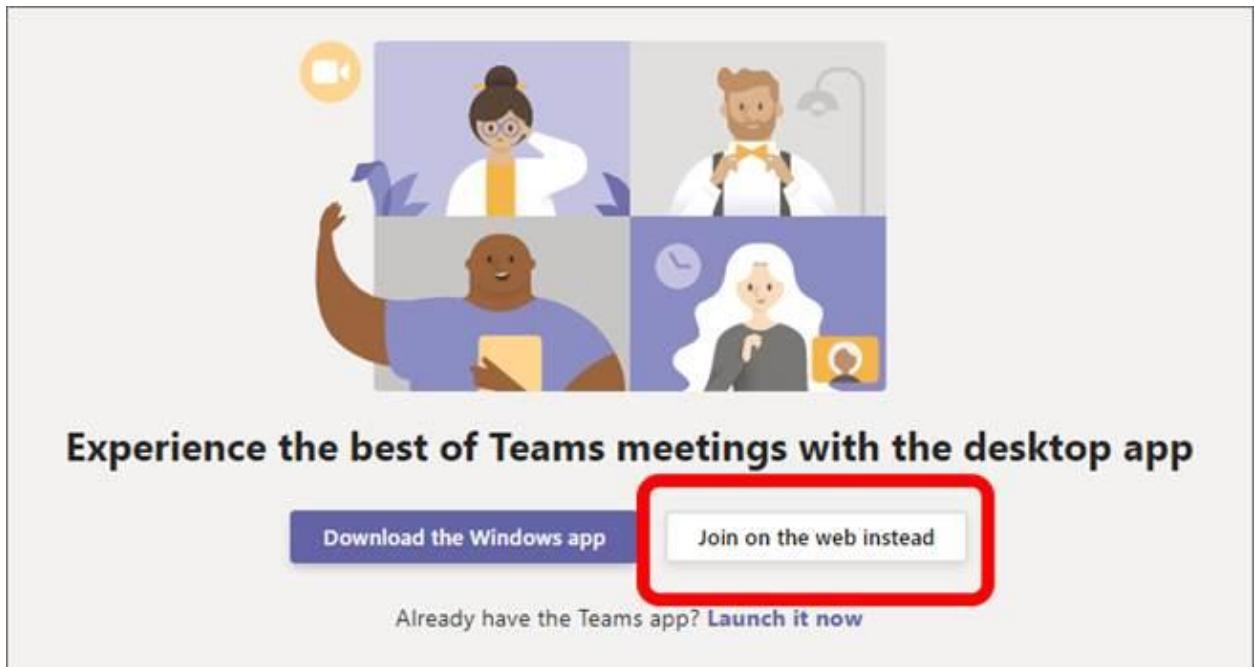 Experience the best of Teams meetings with the desktop app
Download the Windows app
Join on the web instead
Already have the Teams app? Launch it now